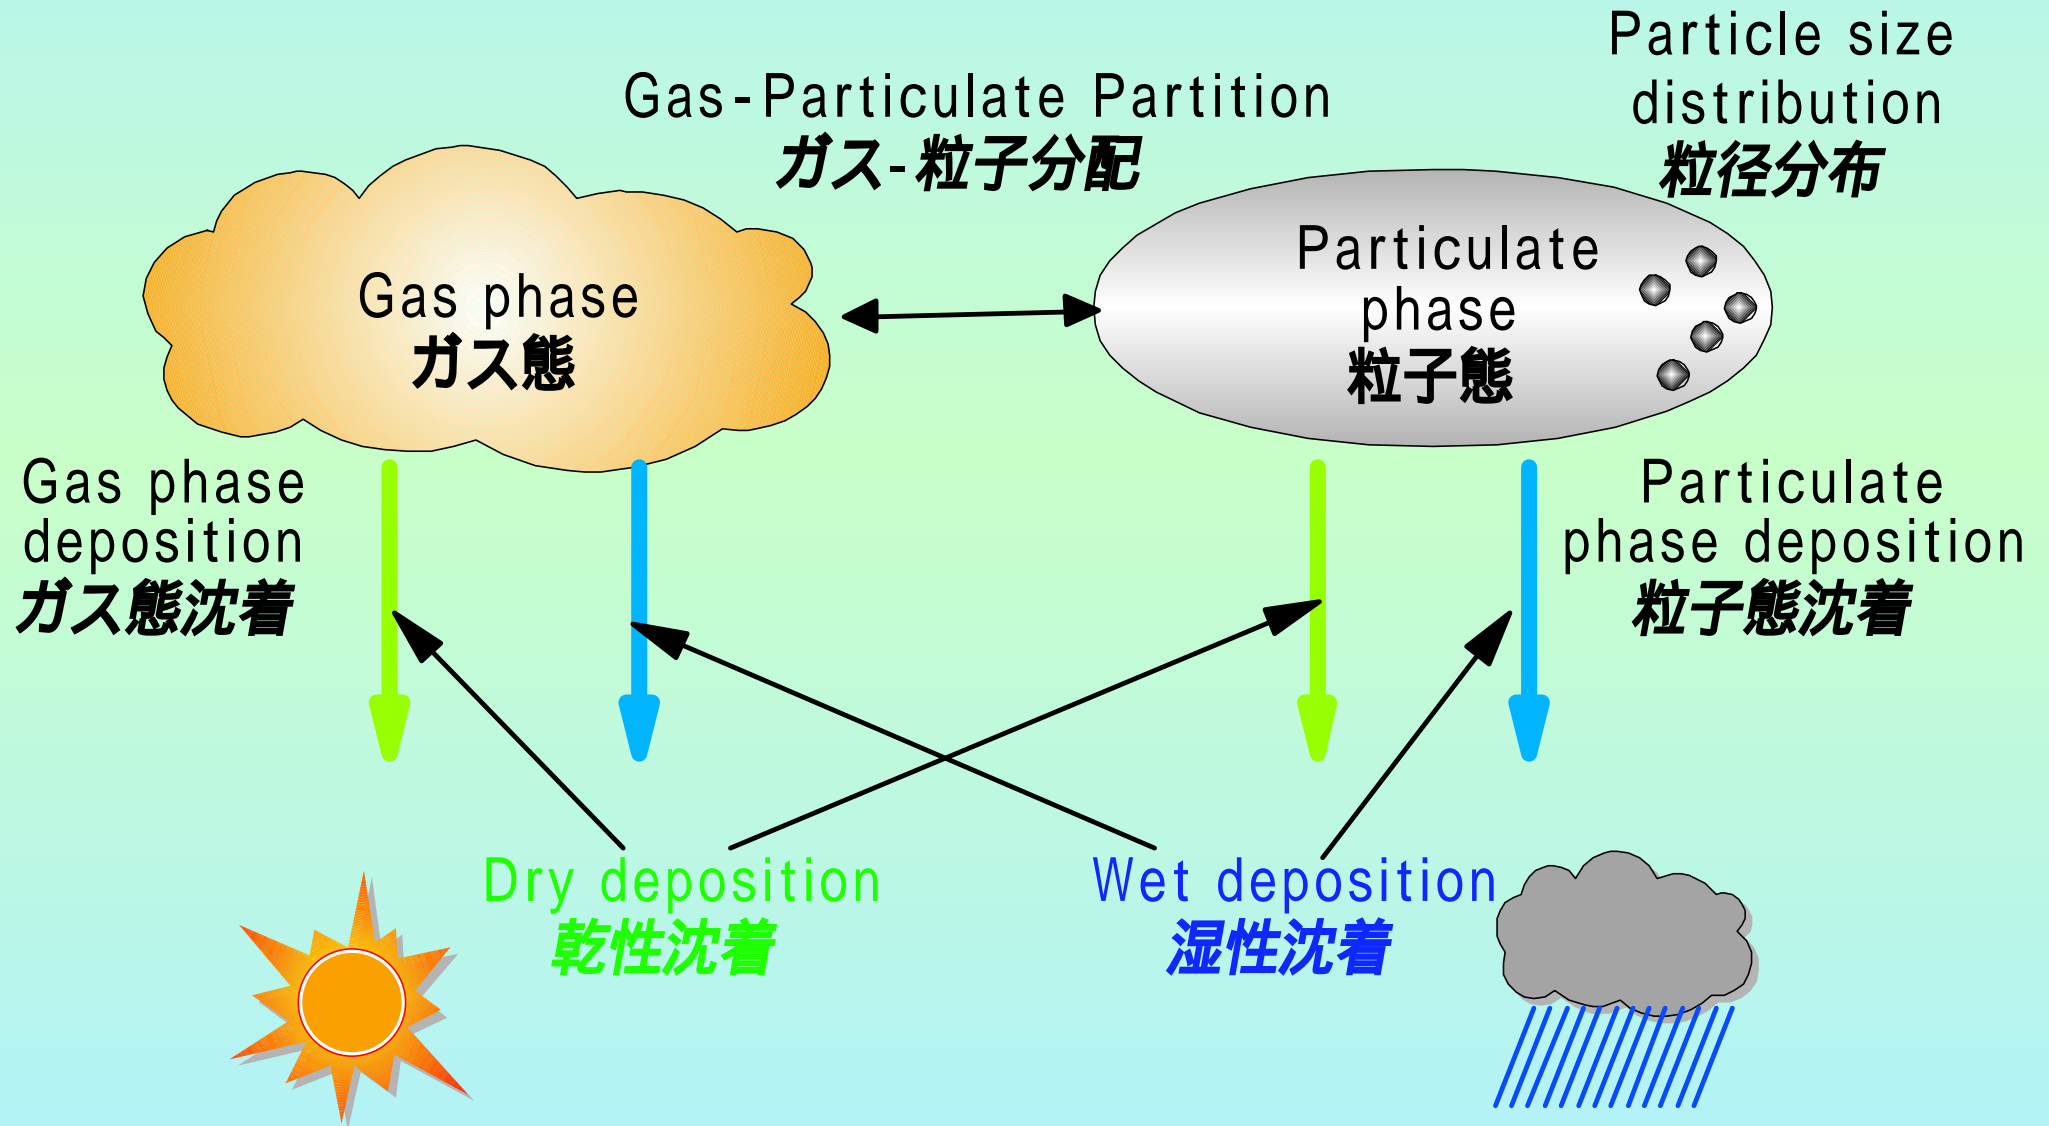 Particle size
distribution
粒径分布
Gas-Particulate Partition
ガス-粒子分配
Gas phase
ガス態
Particulate
phase
粒子態
Gas phase
deposition
ガス態沈着
Particulate
phase deposition
粒子態沈着
Dry deposition
乾性沈着
Wet deposition
湿性沈着